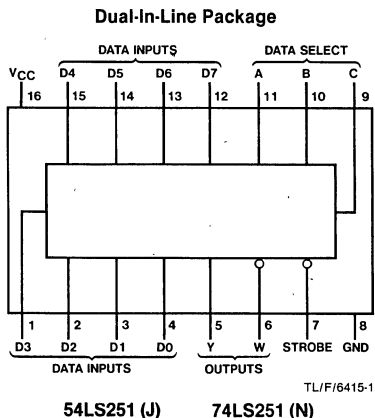 Dual-In-Line Package
DATA INPUTS DATA SELECT
VCC D4 D5 D6 D7 A B C
16 15 14 13 12 11 10 9
1 2 3 4 5 6 7 8
D3 D2 D1 D0 Y W STROBE GND
DATA INPUTS OUTPUTS
TL/F/6415-1
54LS251 (J) 74LS251 (N)